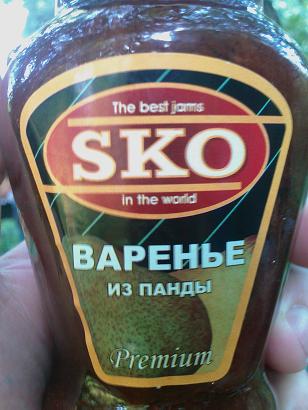 The best jams
SKO
in the world
ВАРЕНЬЕ
ИЗ ПАНДЫ
Premium